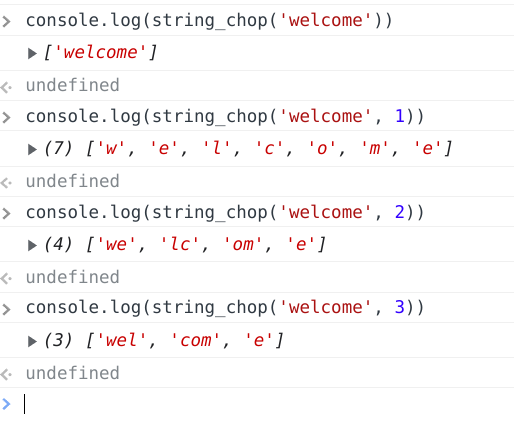 > console.log(string_chop('welcome'))
▶ ['welcome']
undefined
> console.log(string_chop('welcome', 1))
▶ (7) ['w', 'e', 'l', 'c', 'o', 'm', 'e']
undefined
> console.log(string_chop('welcome', 2))
▶ (4) ['we', 'lc', 'om', 'e']
undefined
> console.log(string_chop('welcome', 3))
▶ (3) ['wel', 'com', 'e']
undefined
>